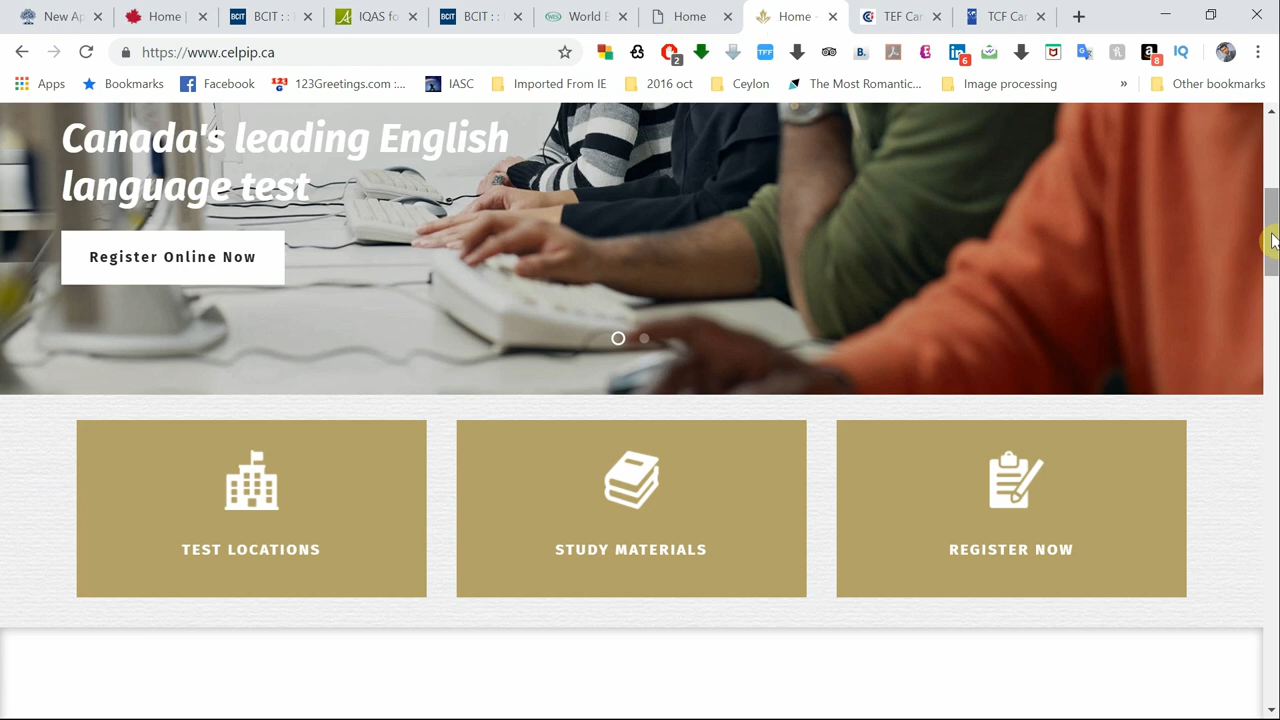 New Ap
Home |
BCIT : :
IQAS fo
BCIT : :
World E
Home
Home -
TEF Car
TCF Car
https://www.celpip.ca
Apps
Bookmarks
Facebook
123Greetings.com :...
IASC
Imported From IE
2016 oct
Ceylon
The Most Romantic...
Image processing
»
Other bookmarks
Canada's leading English
language test
Register Online Now
TEST LOCATIONS
STUDY MATERIALS
REGISTER NOW